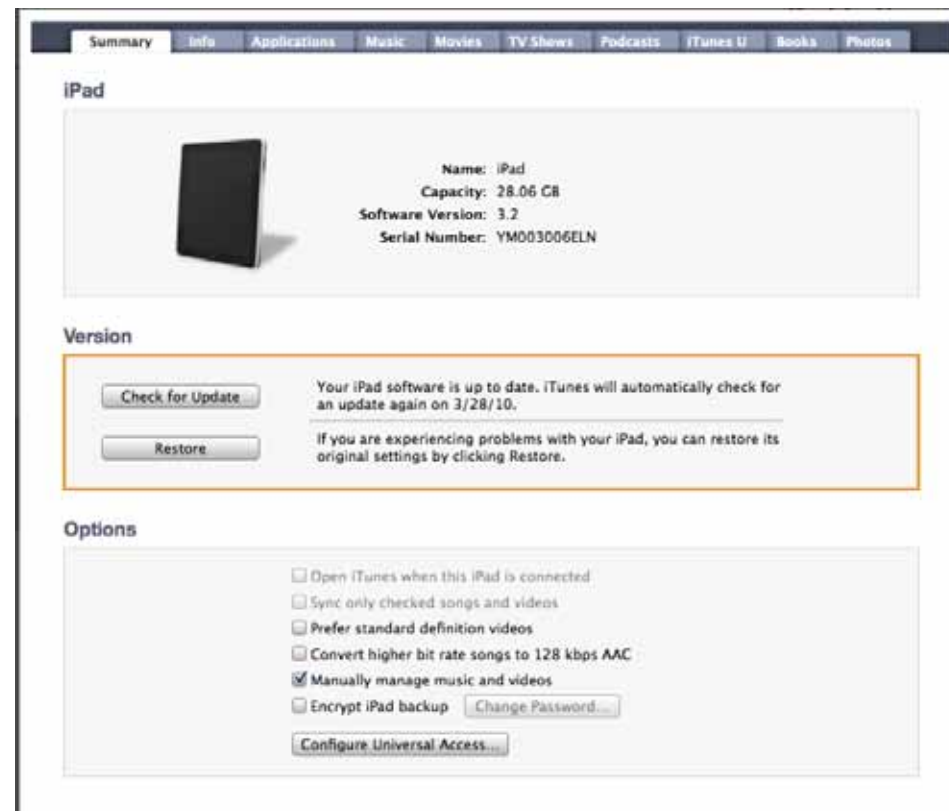 Summary Info Applications Music Movies TV Shows Podcasts iTunes U Books Photos
iPad
Name: iPad
Capacity: 28.06 GB
Software Version: 3.2
Serial Number: YM003006ELN
Version
Check for Update
Your iPad software is up to date. iTunes will automatically check for
an update again on 3/28/10.
Restore
If you are experiencing problems with your iPad, you can restore its
original settings by clicking Restore.
Options
Open iTunes when this iPad is connected
Sync only checked songs and videos
Prefer standard definition videos
Convert higher bit rate songs to 128 kbps AAC
Manually manage music and videos
Encrypt iPad backup Change Password...
Configure Universal Access...